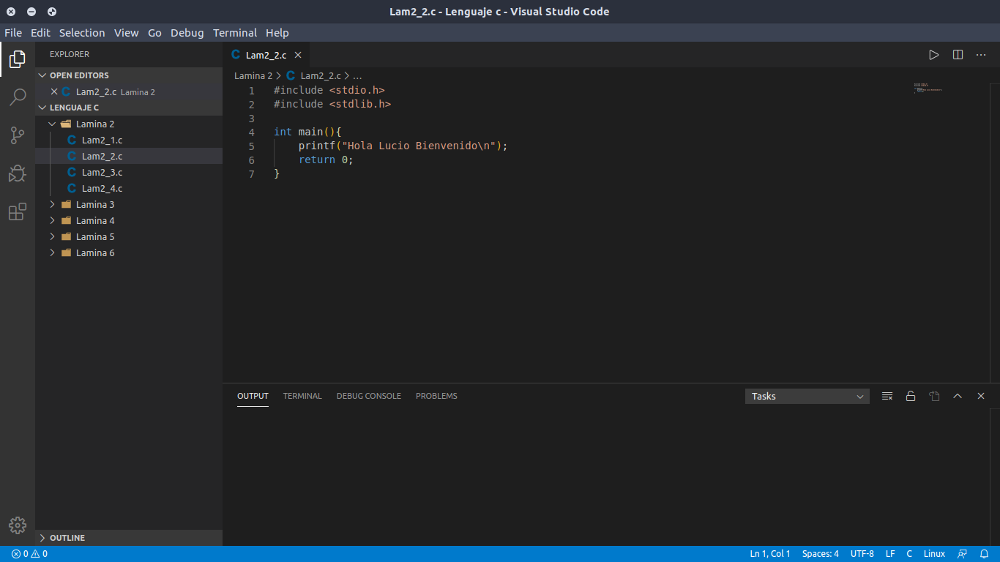 Lam2_2.c - Lenguaje c - Visual Studio Code
File Edit Selection View Go Debug Terminal Help
EXPLORER
OPEN EDITORS
Lam2_2.c Lamina 2
LENGUAJE C
Lamina 2
Lam2_1.c
Lam2_2.c
Lam2_3.c
Lam2_4.c
Lamina 3
Lamina 4
Lamina 5
Lamina 6
OUTLINE
Lam2_2.c
Lamina 2 > Lam2_2.c > ...
1 #include <stdio.h>
2 #include <stdlib.h>
3
4 int main(){
5     printf("Hola Lucio Bienvenido\n");
6     return 0;
7 }
OUTPUT TERMINAL DEBUG CONSOLE PROBLEMS Tasks
0 0 Ln 1, Col 1 Spaces: 4 UTF-8 LF C Linux